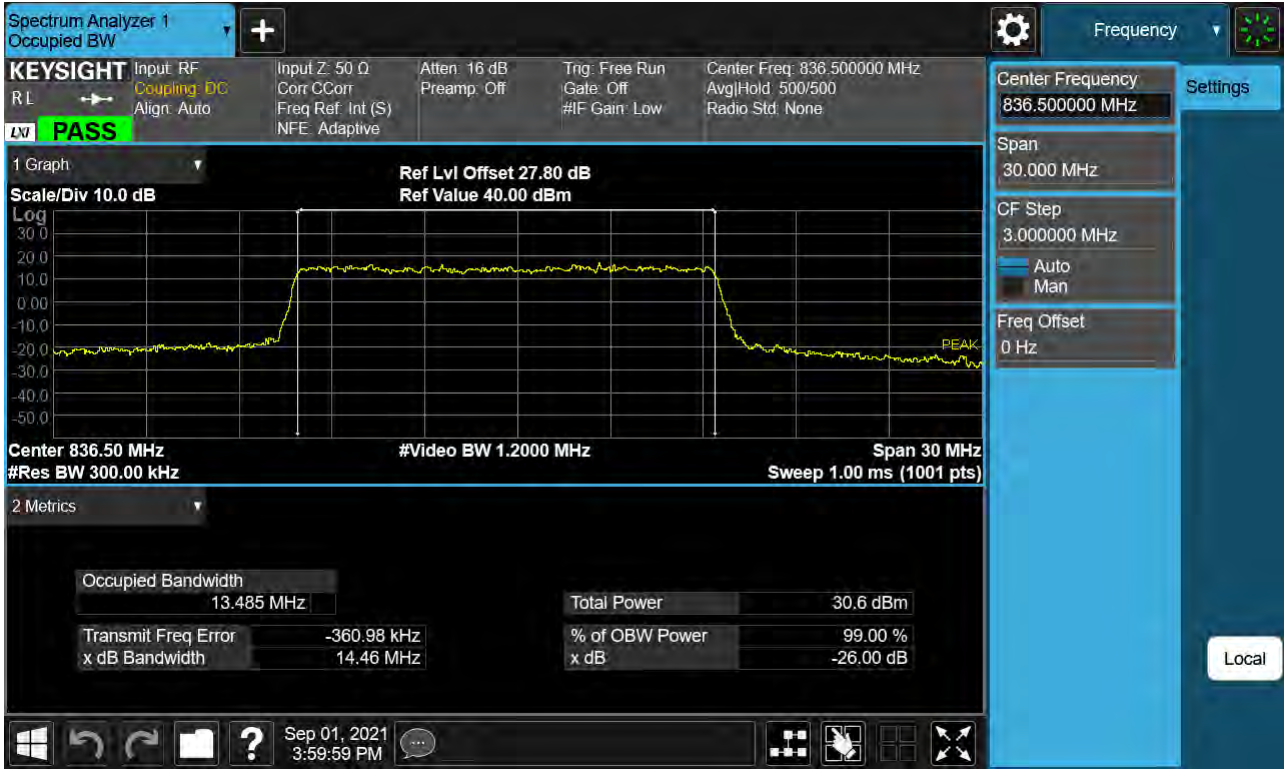 Spectrum Analyzer 1
Occupied BW
+
Frequency
KEYSIGHT
RL
LXI PASS
Input: RF
Coupling: DC
Align: Auto
Input Z: 50 Ω
Corr CCorr
Freq Ref: Int (S)
NFE: Adaptive
Atten: 16 dB
Preamp: Off
Trig: Free Run
Gate: Off
#IF Gain: Low
Center Freq: 836.500000 MHz
Avg|Hold: 500/500
Radio Std: None
1 Graph
Scale/Div 10.0 dB
Ref Lvl Offset 27.80 dB
Ref Value 40.00 dBm
Log
30.0
20.0
10.0
0.00
-10.0
-20.0
-30.0
-40.0
-50.0
PEAK
Center 836.50 MHz
#Video BW 1.2000 MHz
Span 30 MHz
#Res BW 300.00 kHz
Sweep 1.00 ms (1001 pts)
2 Metrics
Occupied Bandwidth
13.485 MHz
Total Power 30.6 dBm
Transmit Freq Error -360.98 kHz
% of OBW Power 99.00 %
x dB Bandwidth 14.46 MHz
x dB -26.00 dB
Center Frequency
836.500000 MHz
Settings
Span
30.000 MHz
CF Step
3.000000 MHz
Auto
Man
Freq Offset
0 Hz
Local
?
Sep 01, 2021
3:59:59 PM